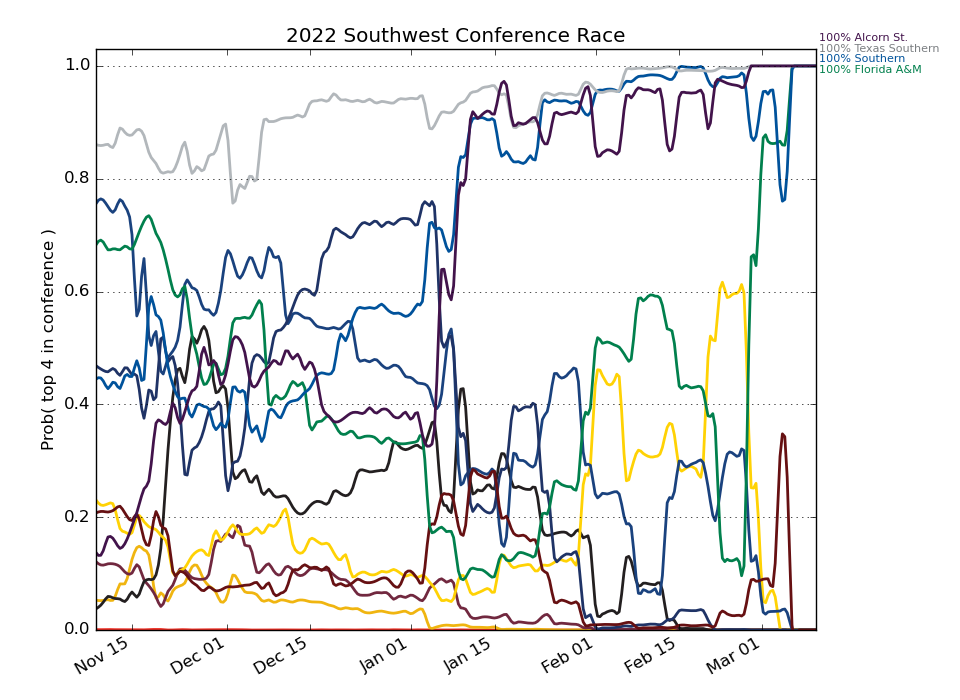 2022 Southwest Conference Race
100% Alcorn St.
100% Texas Southern
100% Southern
100% Florida A&M
Prob( top 4 in conference )
1.0
0.8
0.6
0.4
0.2
0.0
Nov 15
Dec 01
Dec 15
Jan 01
Jan 15
Feb 01
Feb 15
Mar 01